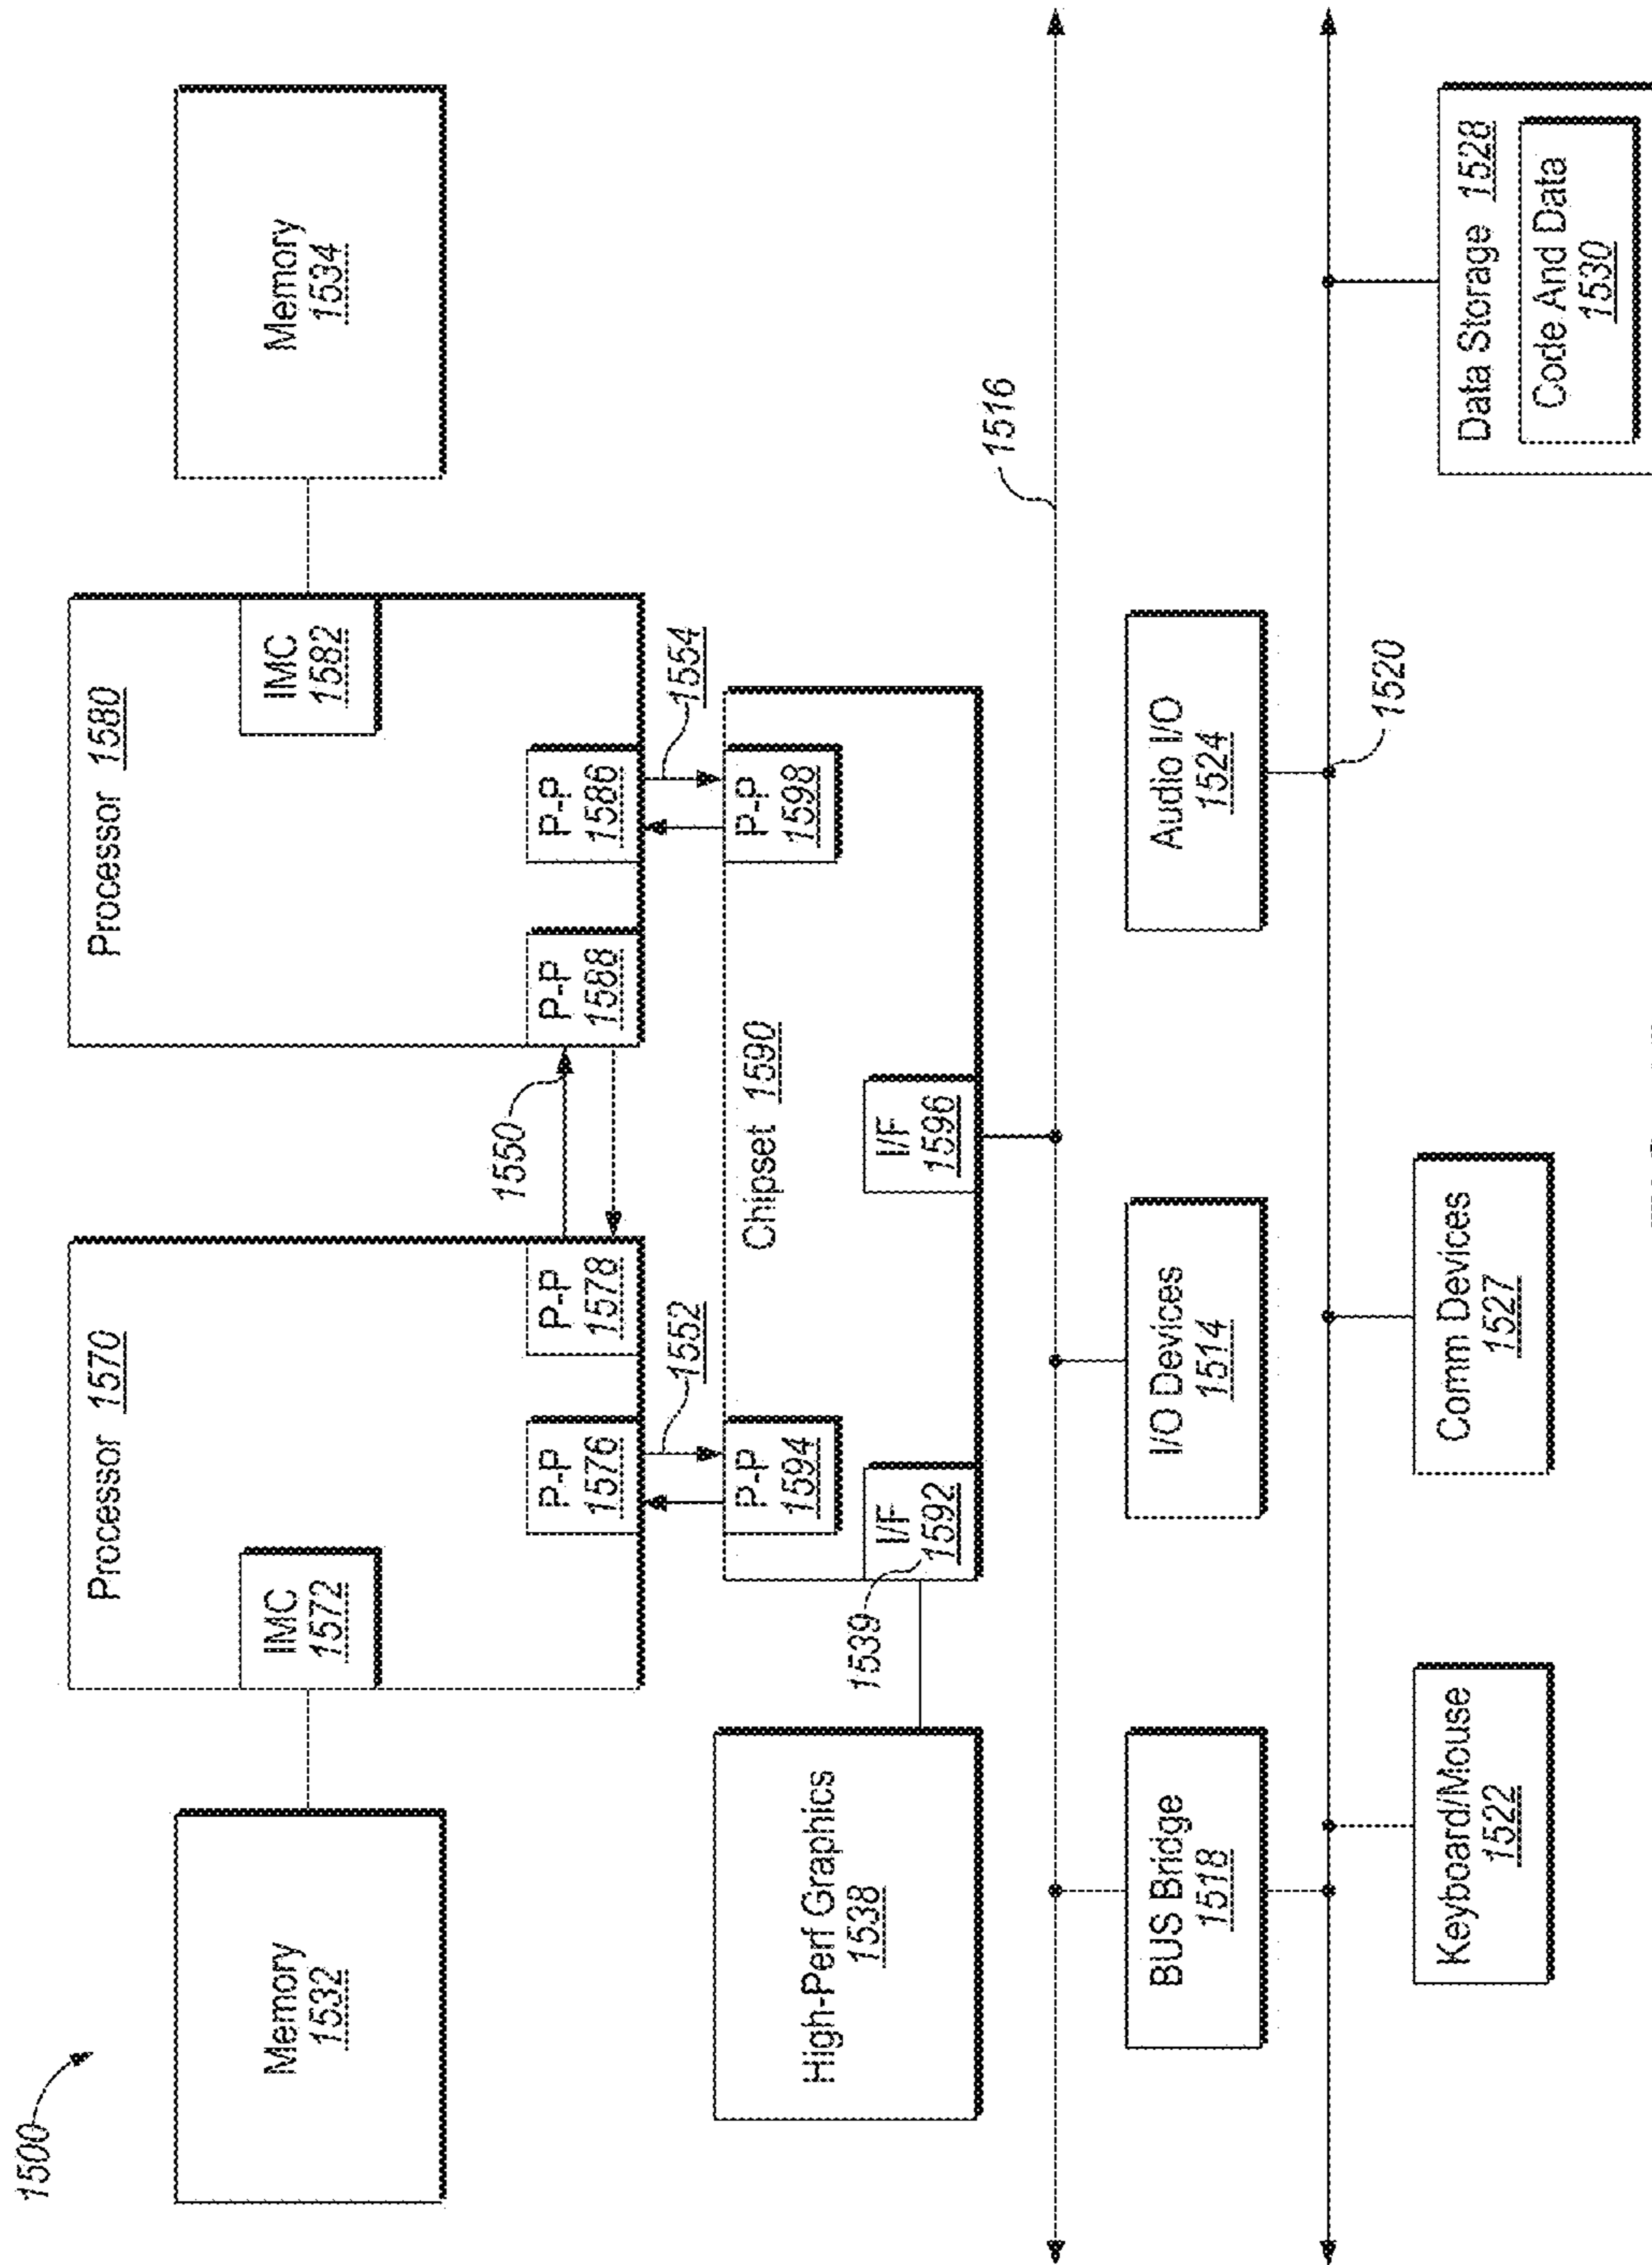 1500
Processor 1570
Processor 1580
Memory
1532
IMC
1572
IMC
1582
Memory
1534
1550
P-P
1576
P-P
1578
P-P
1588
P-P
1586
1552
1554
High-Perf Graphics
1538
1539
P-P
1594
Chipset 1590
P-P
1598
I/F
1592
I/F
1596
1516
BUS Bridge
1518
I/O Devices
1514
Audio I/O
1524
1520
Keyboard/Mouse
1522
Comm Devices
1527
Data Storage 1528
Code And Data
1530